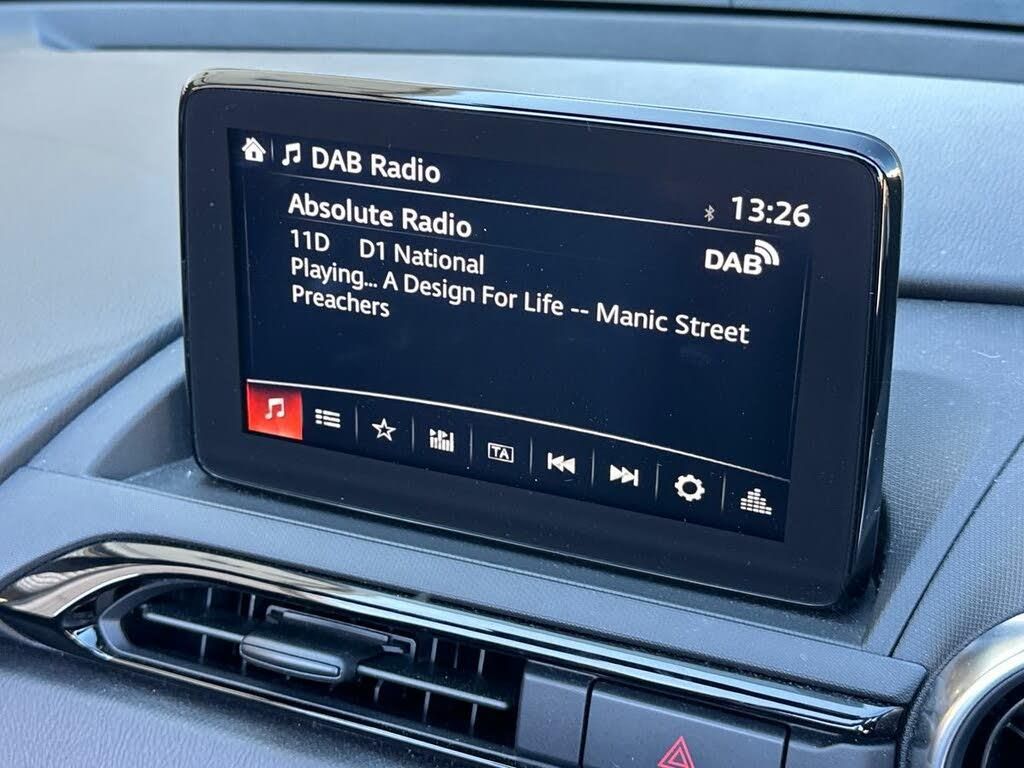 DAB Radio
13:26
Absolute Radio
DAB
11D D1 National
Playing... A Design For Life -- Manic Street
Preachers
TA